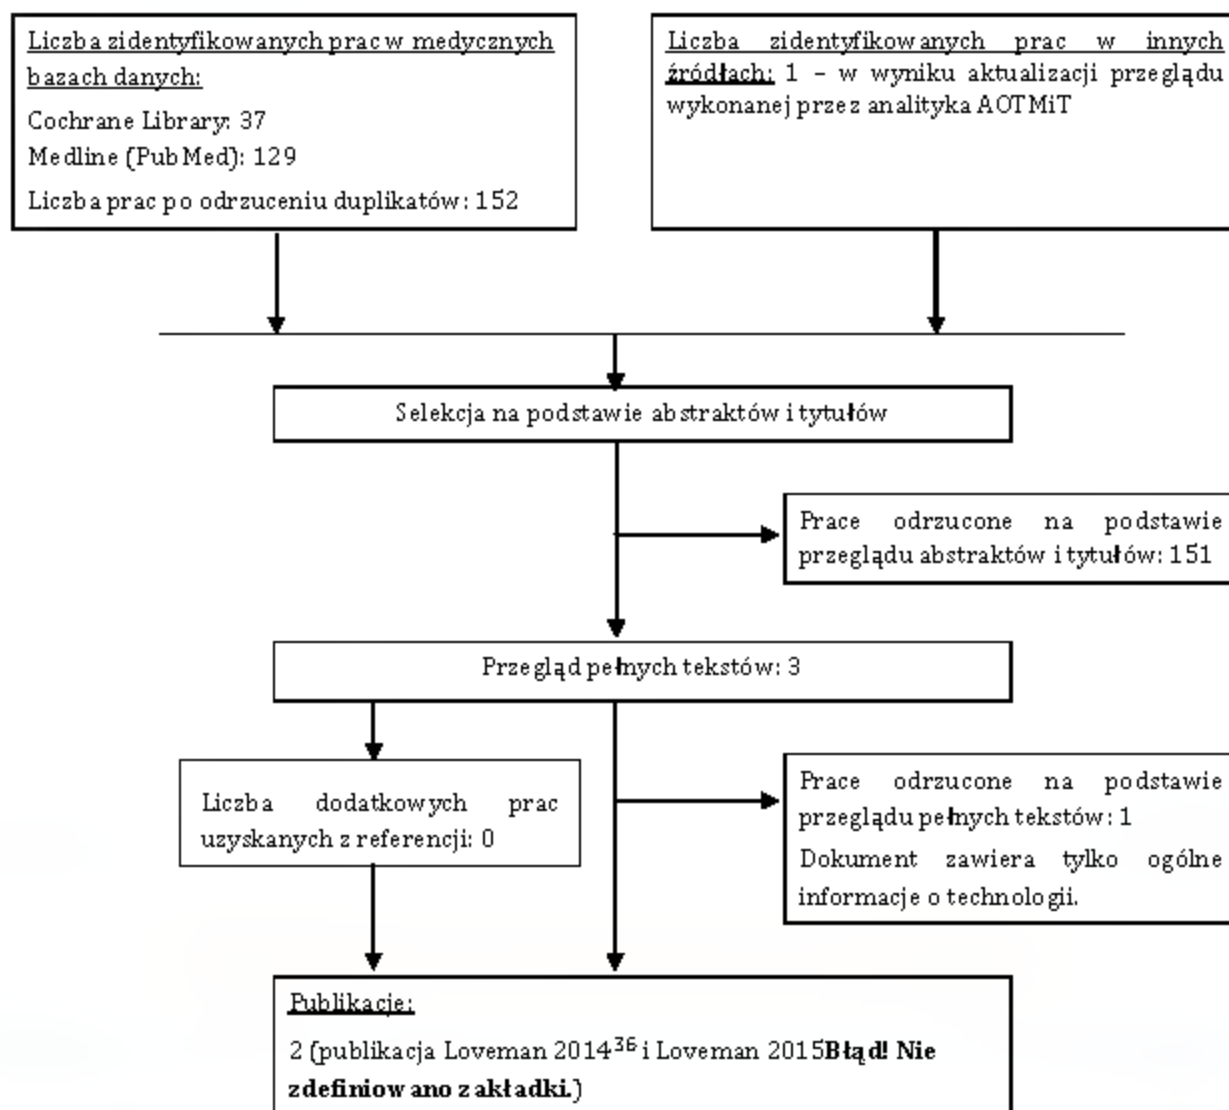 Liczba zidentyfikowanych prac w medycznych
bazach danych:
Cochrane Library: 37
Medline (PubMed): 129
Liczba prac po odrzuceniu duplikatów: 152
Liczba zidentyfikowanych prac w innych
źródłach: 1 – w wyniku aktualizacji przeglądu
wykonanej przez analityka AOTMiT
Selekcja na podstawie abstraktów i tytułów
Prace odrzucone na podstawie
przeglądu abstraktów i tytułów: 151
Przegląd pełnych tekstów: 3
Liczba dodatkowych prac
uzyskanych z referencji: 0
Prace odrzucone na podstawie
przeglądu pełnych tekstów: 1
Dokument zawiera tylko ogólne
informacje o technologii.
Publikacje:
2 (publikacja Loveman 2014³⁶ i Loveman 2015Błąd! Nie
zdefiniowano zakładki.)